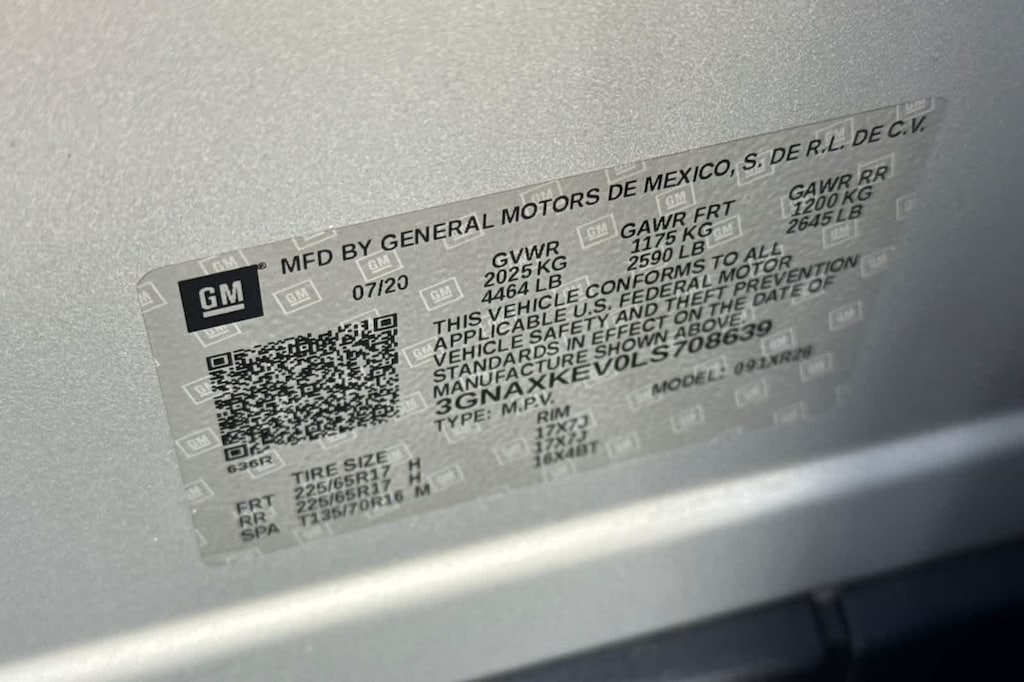 MFD BY GENERAL MOTORS DE MEXICO, S. DE R.L. DE C.V.
GM
07/20
GVWR
2025 KG
4464 LB
GAWR FRT
1175 KG
2590 LB
GAWR RR
1200 KG
2645 LB
THIS VEHICLE CONFORMS TO ALL
APPLICABLE U.S. FEDERAL MOTOR
VEHICLE SAFETY AND THEFT PREVENTION
STANDARDS IN EFFECT ON THE DATE OF
MANUFACTURE SHOWN ABOVE.
3GNAXKEV0LS708639
TYPE: M.P.V.
MODEL: 091XR26
636R
TIRE SIZE
RIM
FRT 225/65R17 H 17X7J
RR 225/65R17 H 17X7J
SPA T135/70R16 M 16X4BT